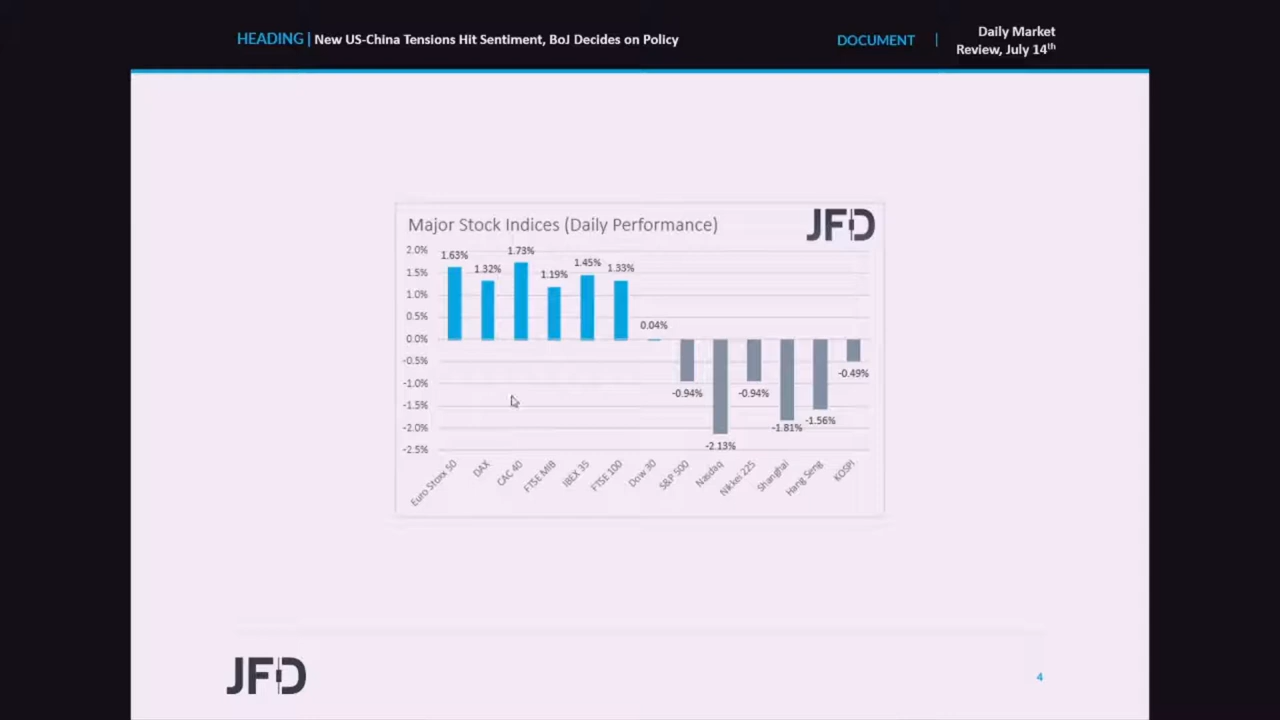 HEADING | New US-China Tensions Hit Sentiment, BoJ Decides on Policy
DOCUMENT | Daily Market
Review, July 14th
Major Stock Indices (Daily Performance)
JFD
2.0%
1.5%
1.0%
0.5%
0.0%
-0.5%
-1.0%
-1.5%
-2.0%
-2.5%
1.63%
1.32%
1.73%
1.19%
1.45%
1.33%
0.04%
-0.94%
-2.13%
-0.94%
-1.81%
-1.56%
-0.49%
Euro Stoxx 50
DAX
CAC 40
FTSE MIB
IBEX 35
FTSE 100
Dow 30
S&P 500
Nasdaq
Nikkei 225
Shanghai
Hang Seng
KOSPI
JFD
4